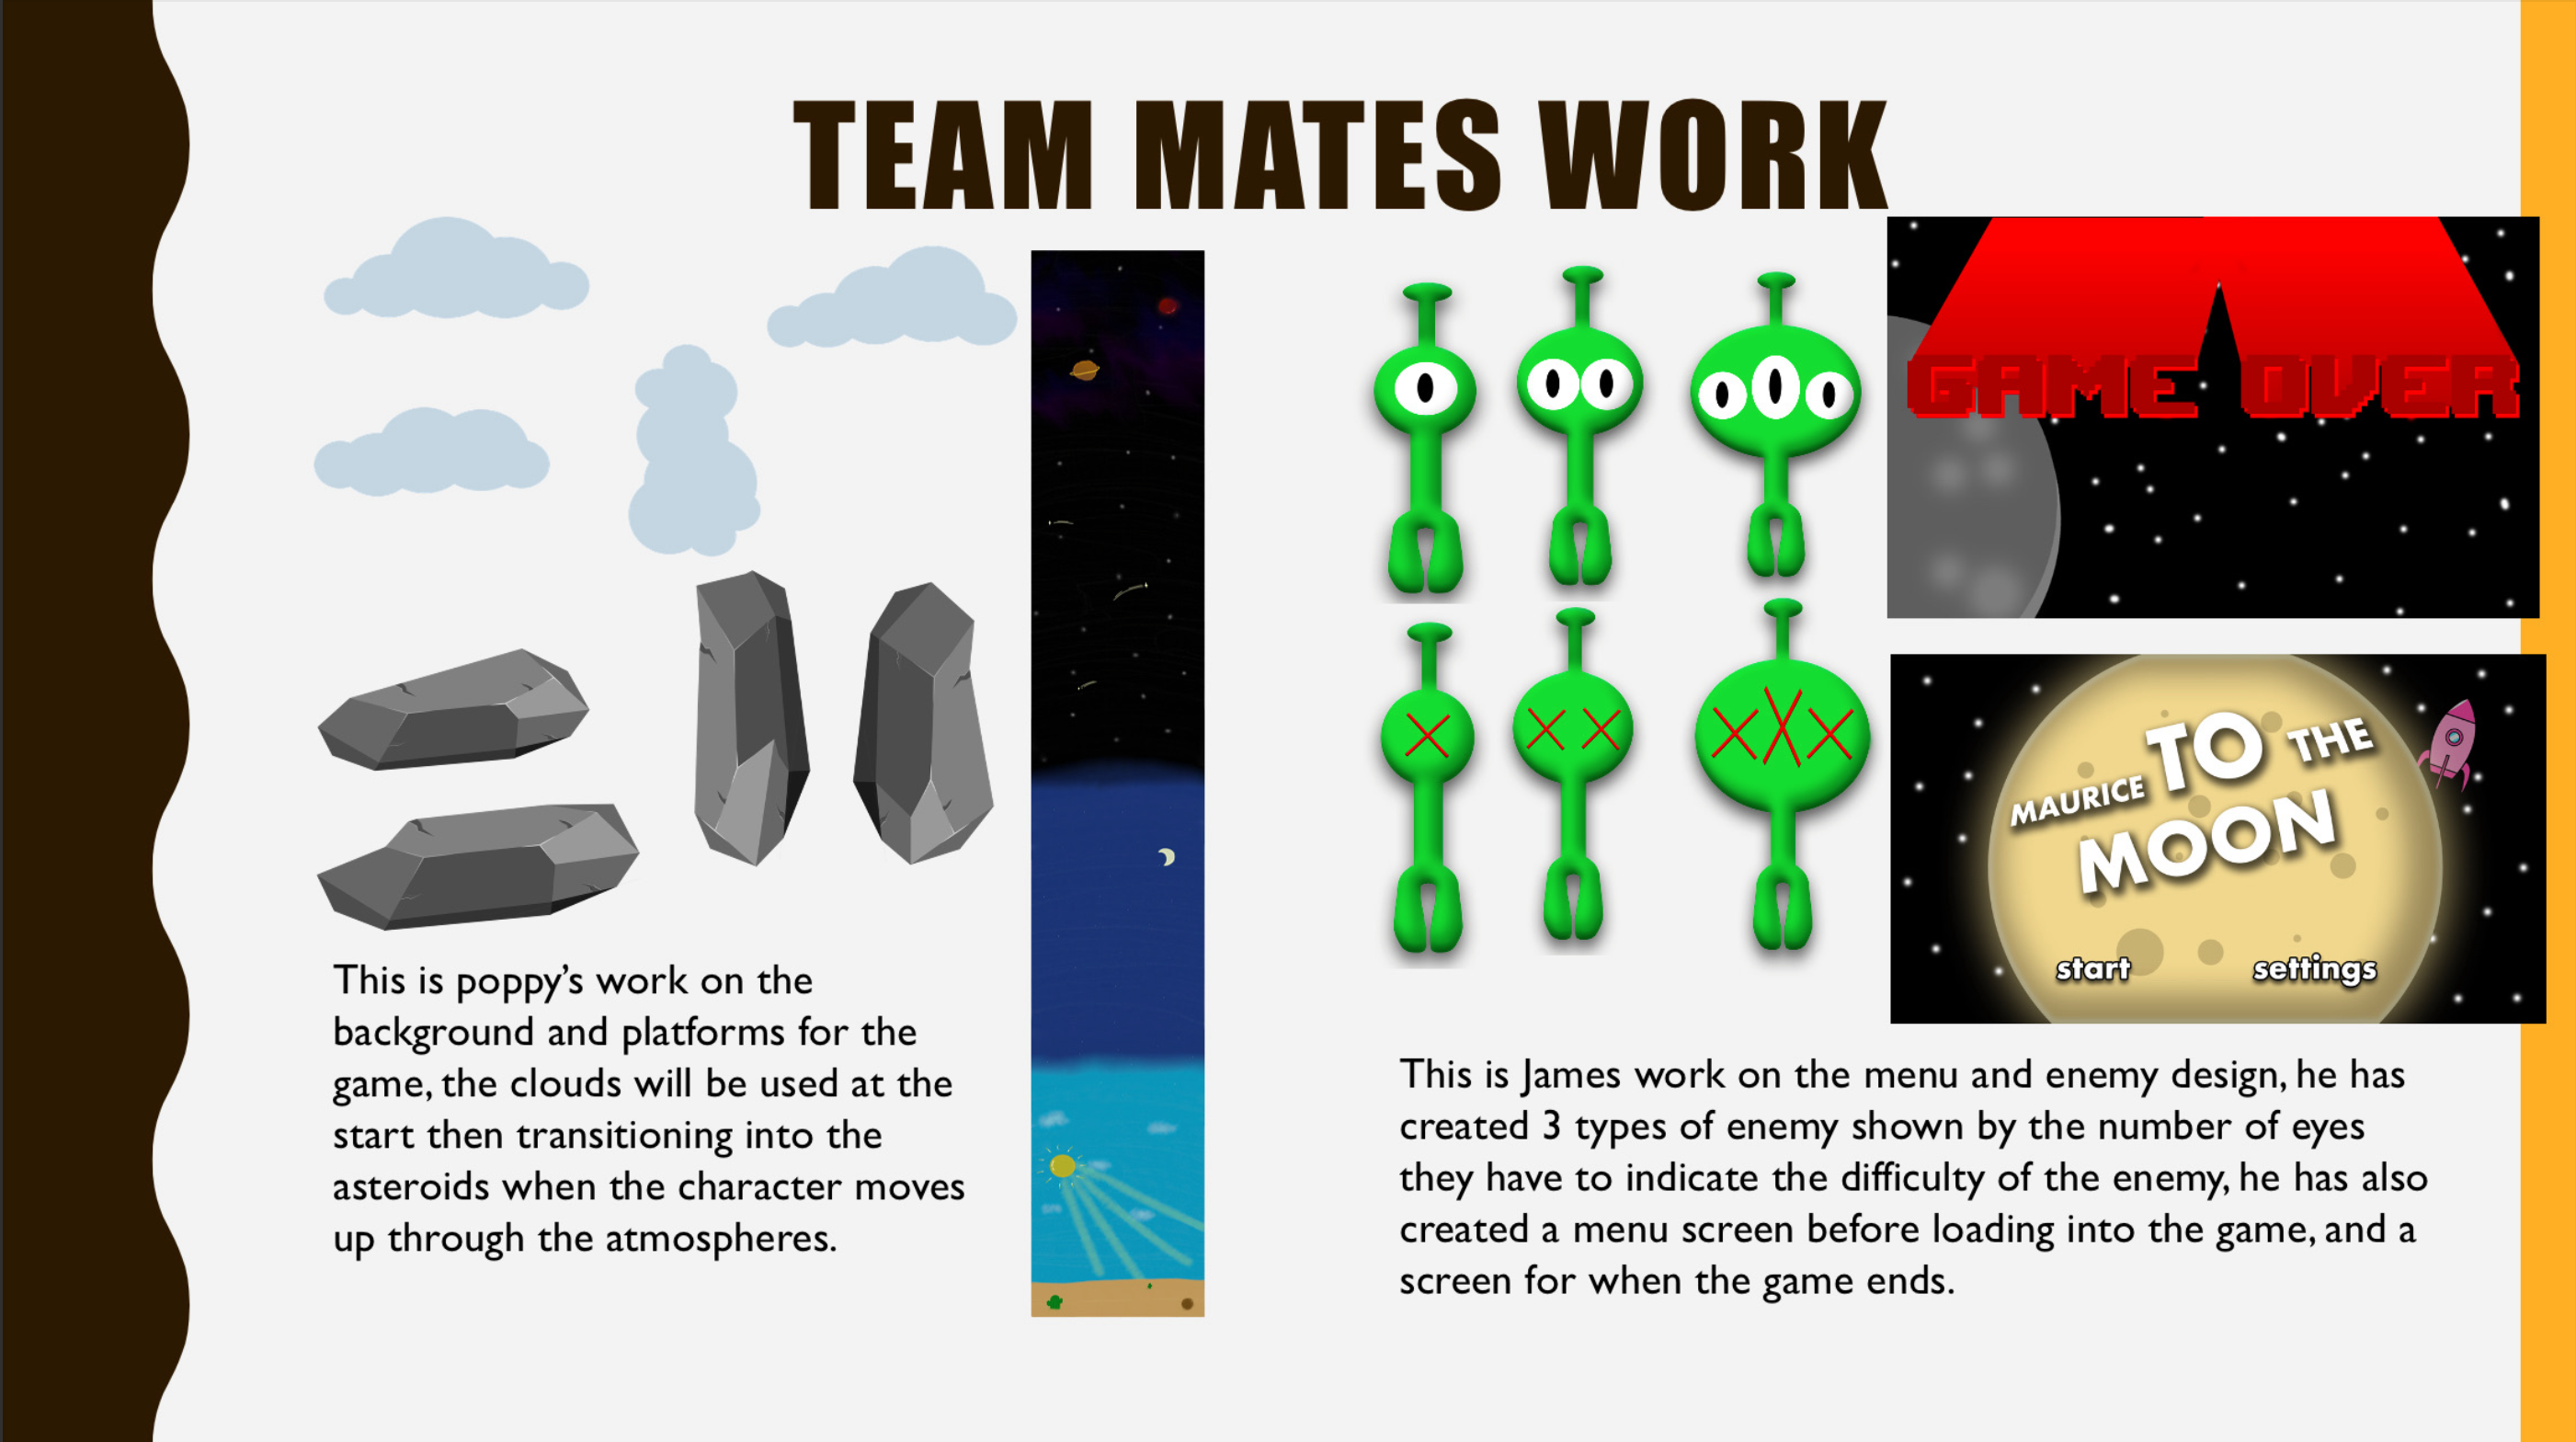 TEAM MATES WORK
This is poppy's work on the
background and platforms for the
game, the clouds will be used at the
start then transitioning into the
asteroids when the character moves
up through the atmospheres.
GAME OVER
MAURICE TO THE
MOON
start settings
This is James work on the menu and enemy design, he has
created 3 types of enemy shown by the number of eyes
they have to indicate the difficulty of the enemy, he has also
created a menu screen before loading into the game, and a
screen for when the game ends.